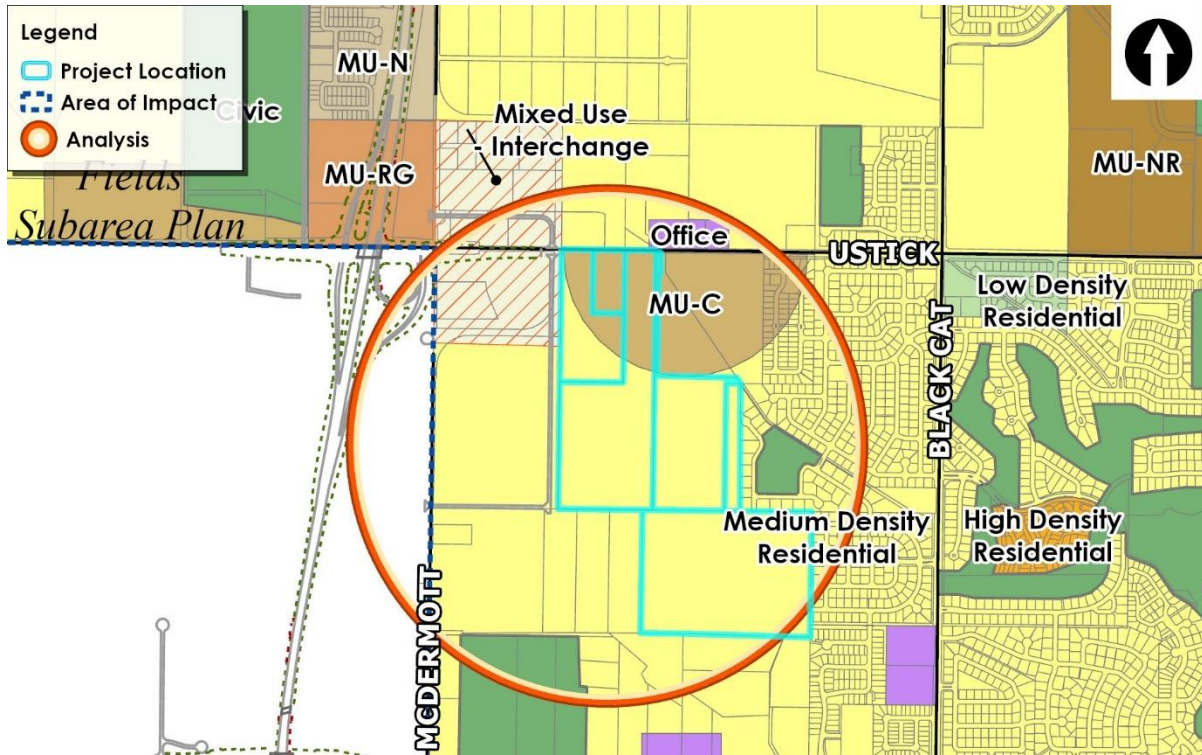 Legend
Project Location
Area of Impact
Analysis
Civic
MU-N
Mixed Use
- Interchange
MU-RG
MU-NR
Fields
Subarea Plan
Office
USTICK
MU-C
Low Density
Residential
BLACK CAT
Medium Density
Residential
High Density
Residential
MCDERMOTT